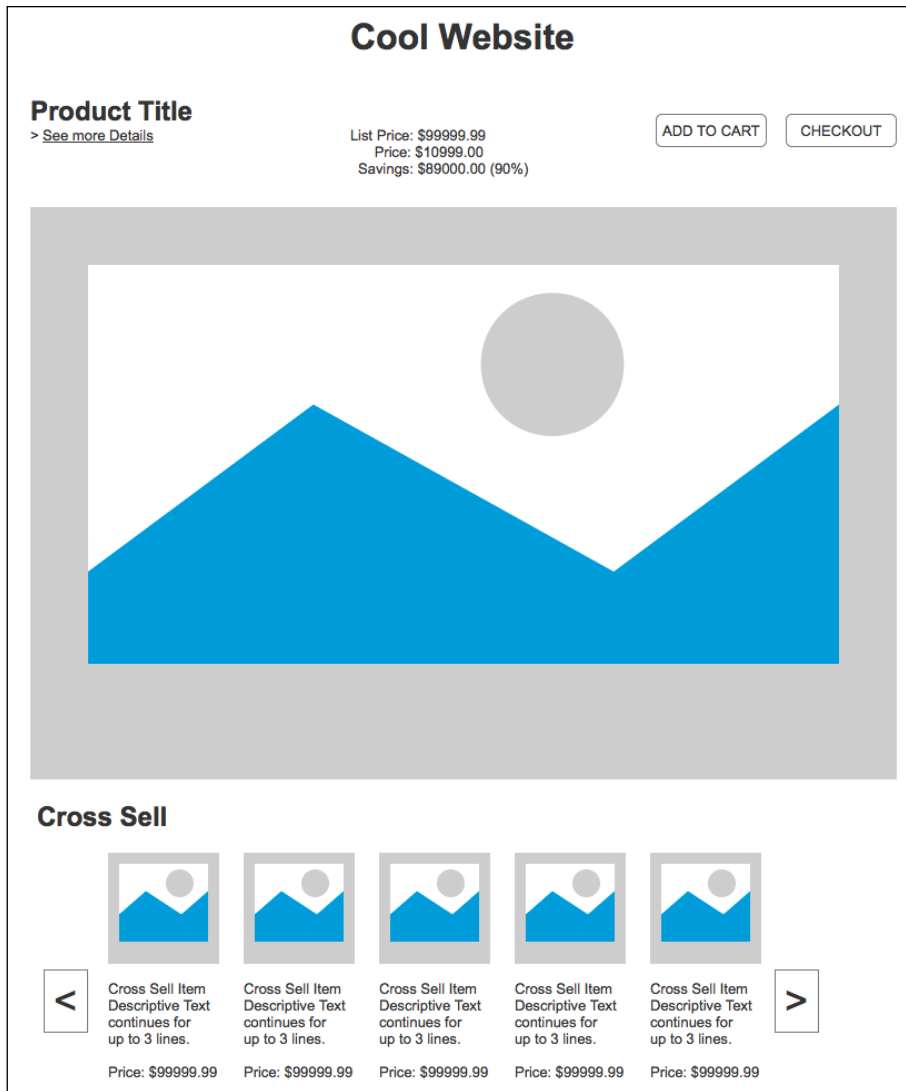 Cool Website
Product Title
> See more Details
List Price: $99999.99
Price: $10999.00
Savings: $89000.00 (90%)
ADD TO CART
CHECKOUT
Cross Sell
<
Cross Sell Item
Descriptive Text
continues for
up to 3 lines.
Price: $99999.99
Cross Sell Item
Descriptive Text
continues for
up to 3 lines.
Price: $99999.99
Cross Sell Item
Descriptive Text
continues for
up to 3 lines.
Price: $99999.99
Cross Sell Item
Descriptive Text
continues for
up to 3 lines.
Price: $99999.99
Cross Sell Item
Descriptive Text
continues for
up to 3 lines.
Price: $99999.99
>